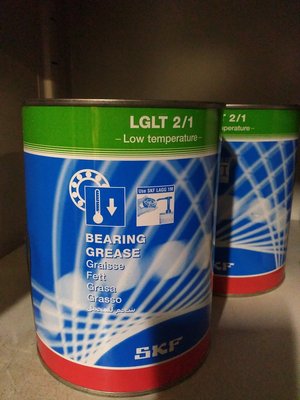 LGLT 2/1
– Low temperature –
Use SKF LAGG 1M
BEARING
GREASE
Graisse
Fett
Grasa
Grasso
SKF
LGLT 2/1
temperature –
SKF